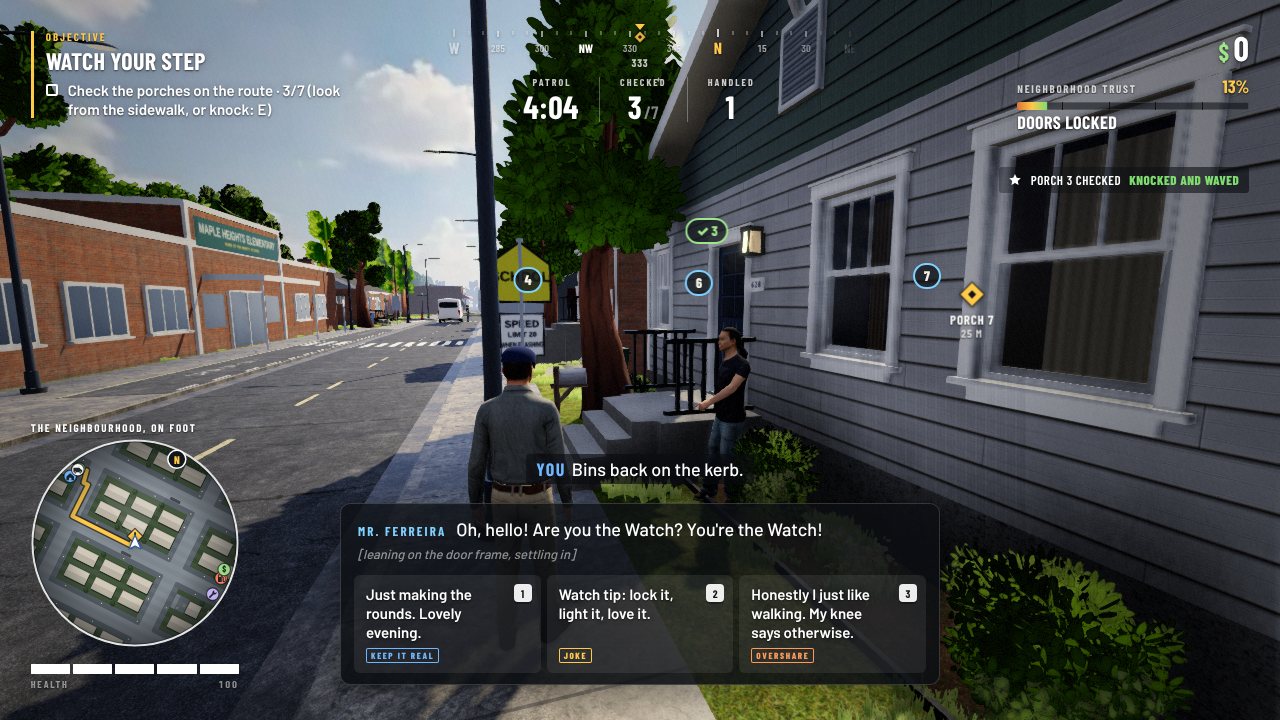 OBJECTIVE
WATCH YOUR STEP
Check the porches on the route · 3/7 (look
from the sidewalk, or knock: E)
W 285 300 NW 330 N 15 30 NE
333
PATROL CHECKED HANDLED
4:04 3/7 1
$0
NEIGHBORHOOD TRUST 13%
DOORS LOCKED
PORCH 3 CHECKED KNOCKED AND WAVED
MAPLE HEIGHTS ELEMENTARY
3
4
6
7
628
SPEED
LIMIT 20
WHEN FLASHING
PORCH 7
25 M
THE NEIGHBOURHOOD, ON FOOT
N
$
HEALTH 100
YOU Bins back on the kerb.
MR. FERREIRA Oh, hello! Are you the Watch? You're the Watch!
[leaning on the door frame, settling in]
Just making the
rounds. Lovely
evening.
1
KEEP IT REAL
Watch tip: lock it,
light it, love it.
2
JOKE
Honestly I just like
walking. My knee
says otherwise.
3
OVERSHARE